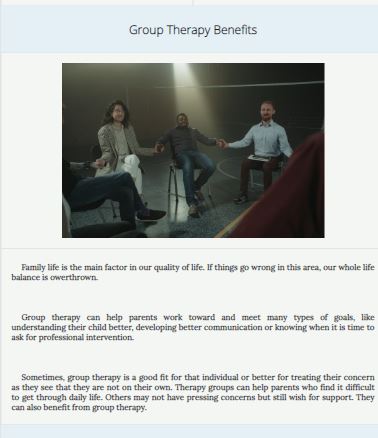 Group Therapy Benefits
Family life is the main factor in our quality of life. If things go wrong in this area, our whole life
balance is overthrown.
Group therapy can help parents work toward and meet many types of goals, like
understanding their child better, developing better communication or knowing when it is time to
ask for professional intervention.
Sometimes, group therapy is a good fit for that individual or better for treating their concern
as they see that they are not on their own. Therapy groups can help parents who find it difficult
to get through daily life. Others may not have pressing concerns but still wish for support. They
can also benefit from group therapy.